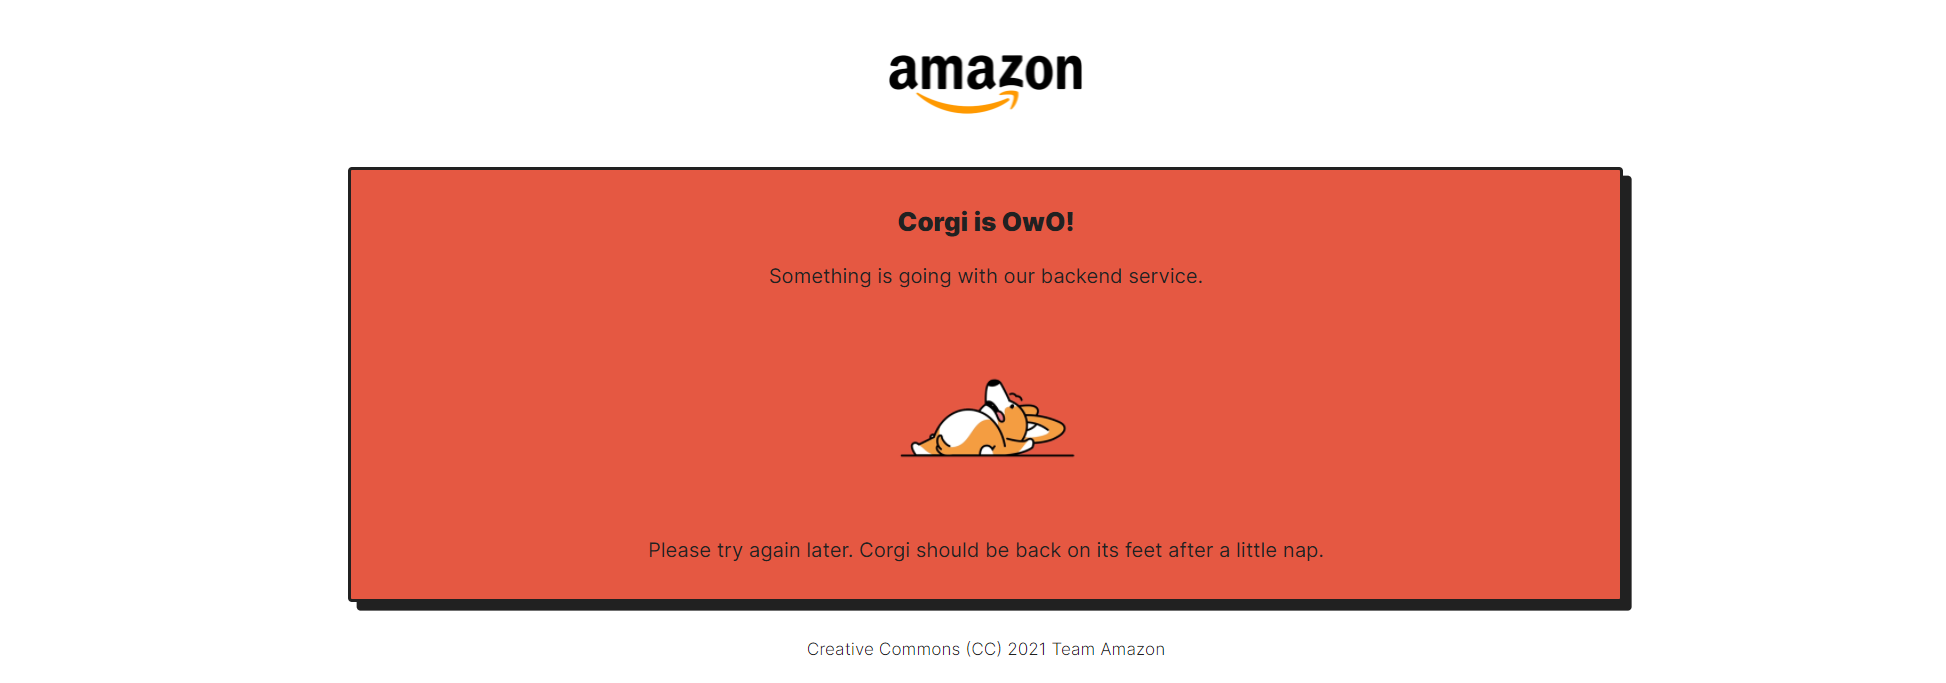 amazon
Corgi is OwO!
Something is going with our backend service.
Please try again later. Corgi should be back on its feet after a little nap.
Creative Commons (CC) 2021 Team Amazon